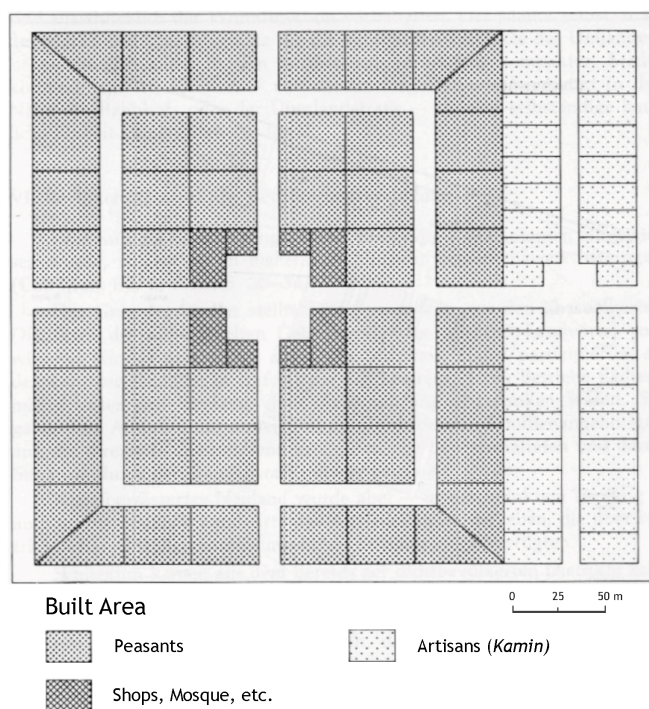 Built Area
0 25 50 m
Peasants
Artisans (Kamin)
Shops, Mosque, etc.